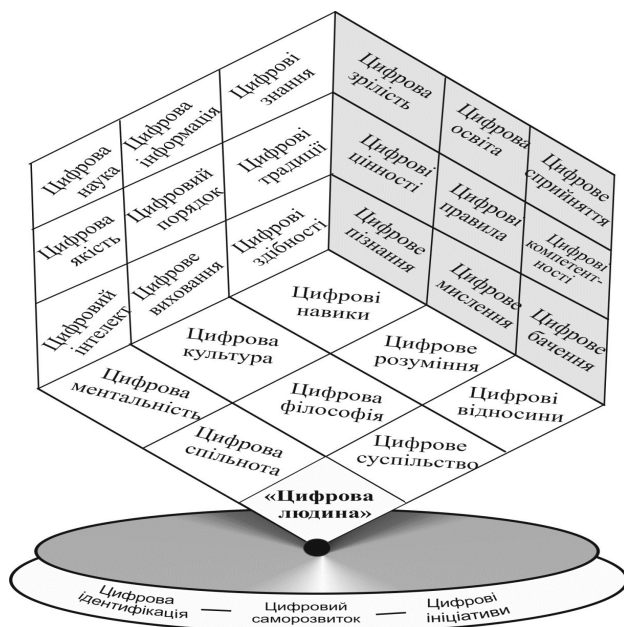 Цифрова
наука
Цифрова
інформація
Цифрові
знання
Цифрова
якість
Цифровий
порядок
Цифрові
традиції
Цифровий
інтелект
Цифрове
виховання
Цифрові
здібності
Цифрова
зрілість
Цифрова
освіта
Цифрове
сприйняття
Цифрові
цінності
Цифрові
правила
Цифрові
компетент-
ності
Цифрове
пізнання
Цифрове
мислення
Цифрове
бачення
Цифрові
навики
Цифрова
культура
Цифрове
розуміння
Цифрова
ментальність
Цифрова
філософія
Цифрові
відносини
Цифрова
спільнота
Цифрове
суспільство
«Цифрова
людина»
Цифрова
ідентифікація
Цифровий
саморозвиток
Цифрові
ініціативи